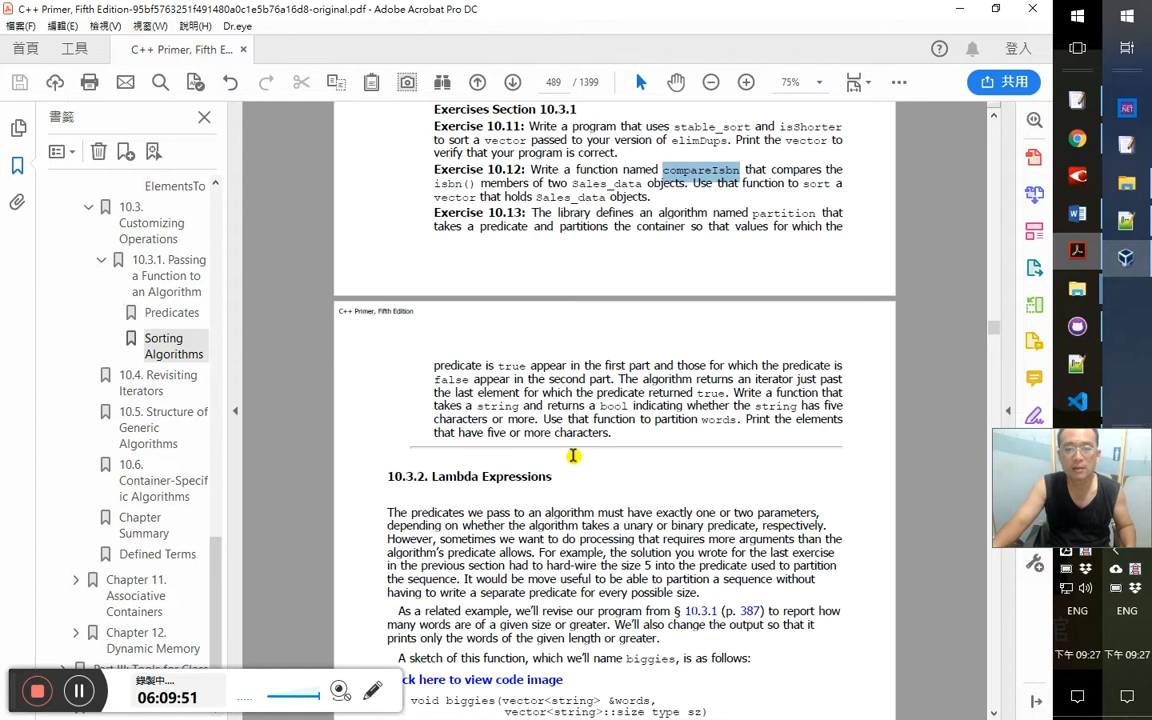 C++ Primer, Fifth Edition-95bf5763251f491480a0c1e5b76a16d8-original.pdf - Adobe Acrobat Pro DC
檔案(F) 編輯(E) 檢視(V) 視窗(W) 說明(H) Dr.eye
首頁 工具 C++ Primer, Fifth E... × 登入
489 / 1399 75% 共用
書籤
ElementsTo
10.3.
Customizing
Operations
10.3.1. Passing
a Function to
an Algorithm
Predicates
Sorting
Algorithms
10.4. Revisiting
Iterators
10.5. Structure of
Generic
Algorithms
10.6.
Container-Specif
ic Algorithms
Chapter
Summary
Defined Terms
Chapter 11.
Associative
Containers
Chapter 12.
Dynamic Memory
Part III: Tools for Class
Exercises Section 10.3.1
Exercise 10.11: Write a program that uses stable_sort and isShorter
to sort a vector passed to your version of elimDups. Print the vector to
verify that your program is correct.
Exercise 10.12: Write a function named compareIsbn that compares the
isbn() members of two Sales_data objects. Use that function to sort a
vector that holds Sales_data objects.
Exercise 10.13: The library defines an algorithm named partition that
takes a predicate and partitions the container so that values for which the
C++ Primer, Fifth Edition
predicate is true appear in the first part and those for which the predicate is
false appear in the second part. The algorithm returns an iterator just past
the last element for which the predicate returned true. Write a function that
takes a string and returns a bool indicating whether the string has five
characters or more. Use that function to partition words. Print the elements
that have five or more characters.
10.3.2. Lambda Expressions
The predicates we pass to an algorithm must have exactly one or two parameters,
depending on whether the algorithm takes a unary or binary predicate, respectively.
However, sometimes we want to do processing that requires more arguments than the
algorithm's predicate allows. For example, the solution you wrote for the last exercise
in the previous section had to hard-wire the size 5 into the predicate used to partition
the sequence. It would be move useful to be able to partition a sequence without
having to write a separate predicate for every possible size.
As a related example, we'll revise our program from § 10.3.1 (p. 387) to report how
many words are of a given size or greater. We'll also change the output so that it
prints only the words of the given length or greater.
A sketch of this function, which we'll name biggies, is as follows:
ck here to view code image
void biggies(vector<string> &words,
vector<string>::size_type sz)
錄製中...
06:09:51
ENG ENG
下午 09:27 下午 09:27